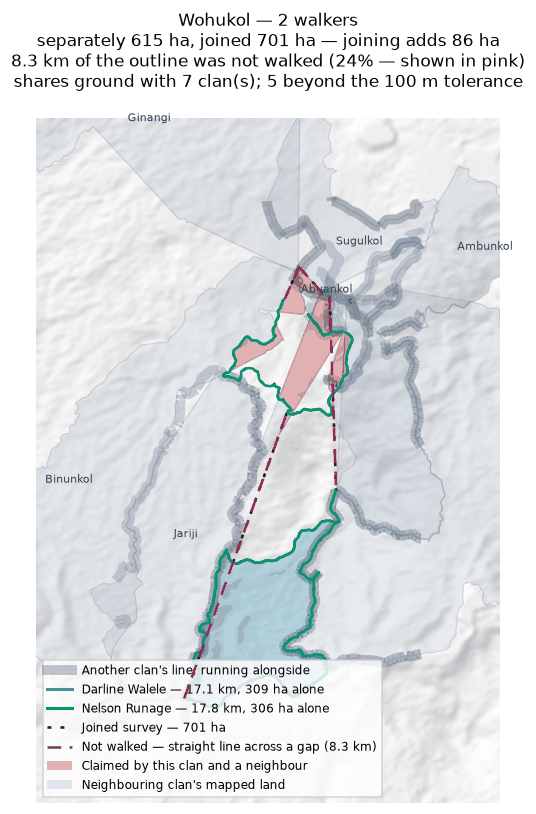 Wohukol — 2 walkers
separately 615 ha, joined 701 ha — joining adds 86 ha
8.3 km of the outline was not walked (24% — shown in pink)
shares ground with 7 clan(s); 5 beyond the 100 m tolerance
Ginangi
Sugulkol
Ambunkol
Abuankol
Binunkol
Jariji
Another clan's line, running alongside
Darline Walele — 17.1 km, 309 ha alone
Nelson Runage — 17.8 km, 306 ha alone
Joined survey — 701 ha
Not walked — straight line across a gap (8.3 km)
Claimed by this clan and a neighbour
Neighbouring clan's mapped land